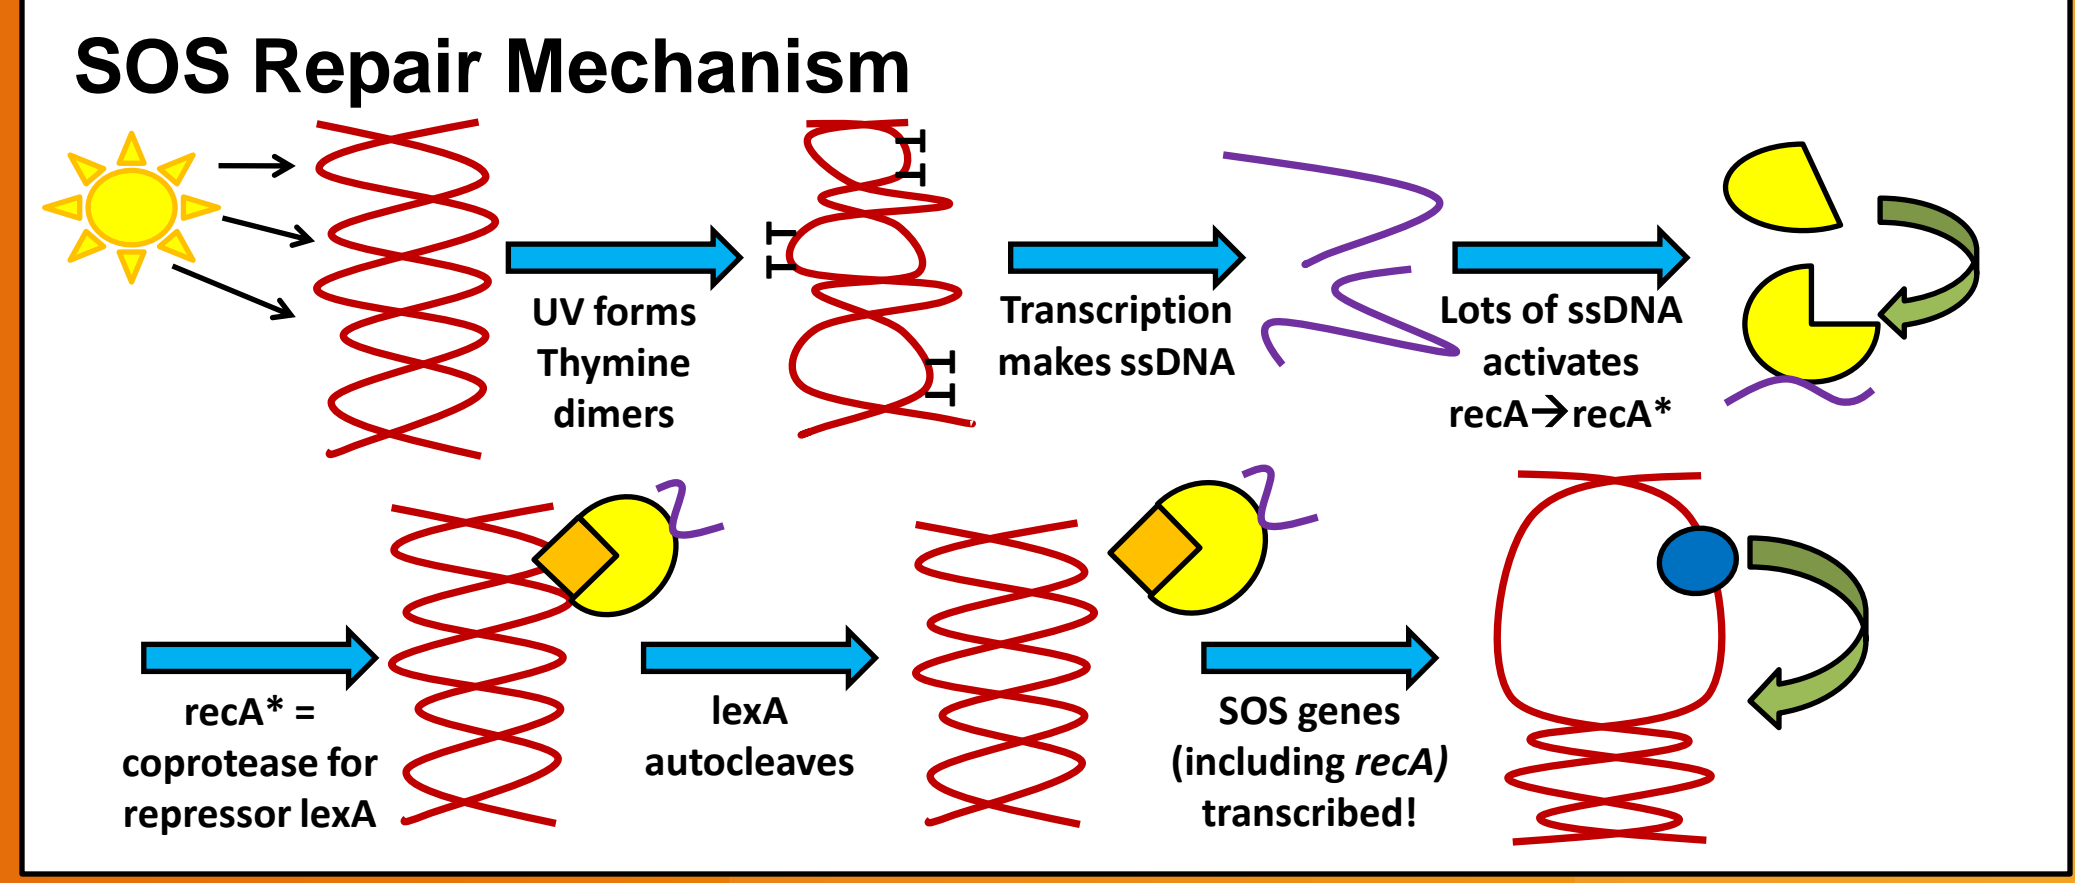 SOS Repair Mechanism
UV forms
Thymine
dimers
Transcription
makes ssDNA
Lots of ssDNA
activates
recA→recA*
recA* =
coprotease for
repressor lexA
lexA
autocleaves
SOS genes
(including recA)
transcribed!